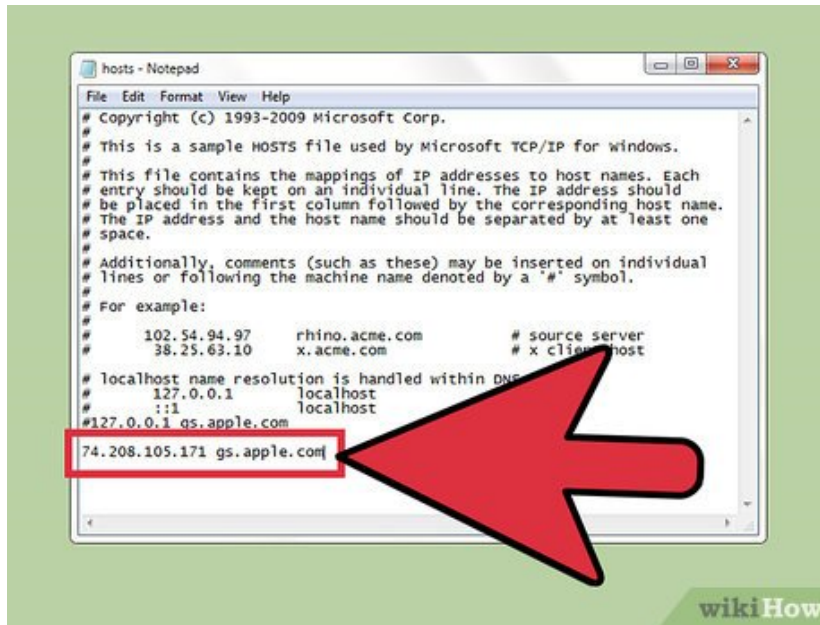 hosts - Notepad
File Edit Format View Help
# Copyright (c) 1993-2009 Microsoft Corp.
#
# This is a sample HOSTS file used by Microsoft TCP/IP for Windows.
#
# This file contains the mappings of IP addresses to host names. Each
# entry should be kept on an individual line. The IP address should
# be placed in the first column followed by the corresponding host name.
# The IP address and the host name should be separated by at least one
# space.
#
# Additionally, comments (such as these) may be inserted on individual
# lines or following the machine name denoted by a '#' symbol.
#
# For example:
#
# 102.54.94.97 rhino.acme.com # source server
# 38.25.63.10 x.acme.com # x host

# localhost name resolution is handled within
# 127.0.0.1 localhost
# ::1 localhost
#127.0.0.1 gs.apple.com
74.208.105.171 gs.apple.com
wikiHow